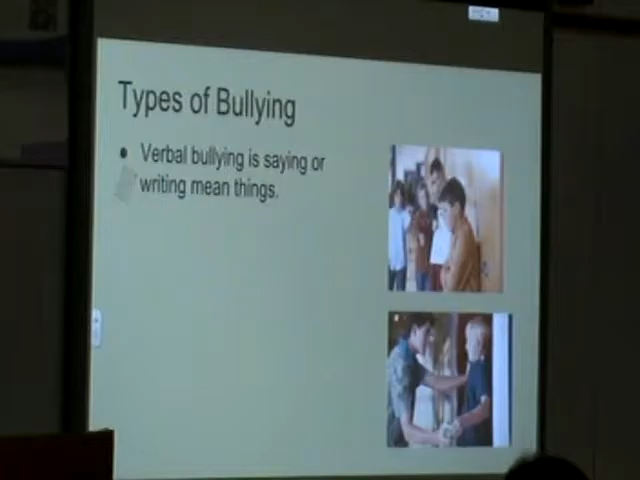 Types of Bullying
• Verbal bullying is saying or
writing mean things.